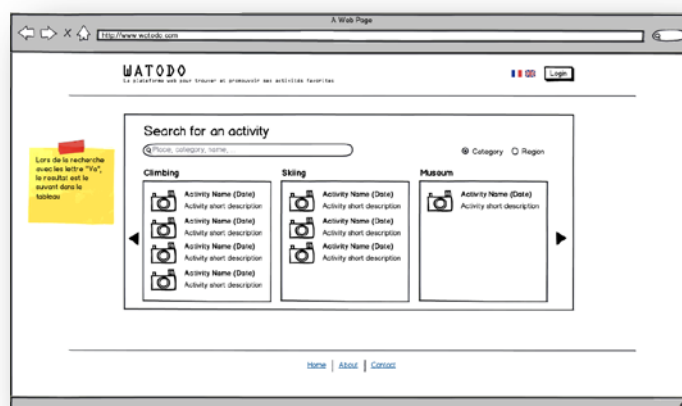 A Web Page
http://www.watodo.com
WATODO
La plateforme web pour trouver et promouvoir ses activités favorites
Login
Lors de la recherche
avec les lettre "Ya",
le resultat est le
suvant dans le
tableau
Search for an activity
Place, category, name, ...
Category
Region
Climbing
Skiing
Museum
Activity Name (Date)
Activity short description
Activity Name (Date)
Activity short description
Activity Name (Date)
Activity short description
Activity Name (Date)
Activity short description
Activity Name (Date)
Activity short description
Activity Name (Date)
Activity short description
Activity Name (Date)
Activity short description
Activity Name (Date)
Activity short description
Home | About | Contact